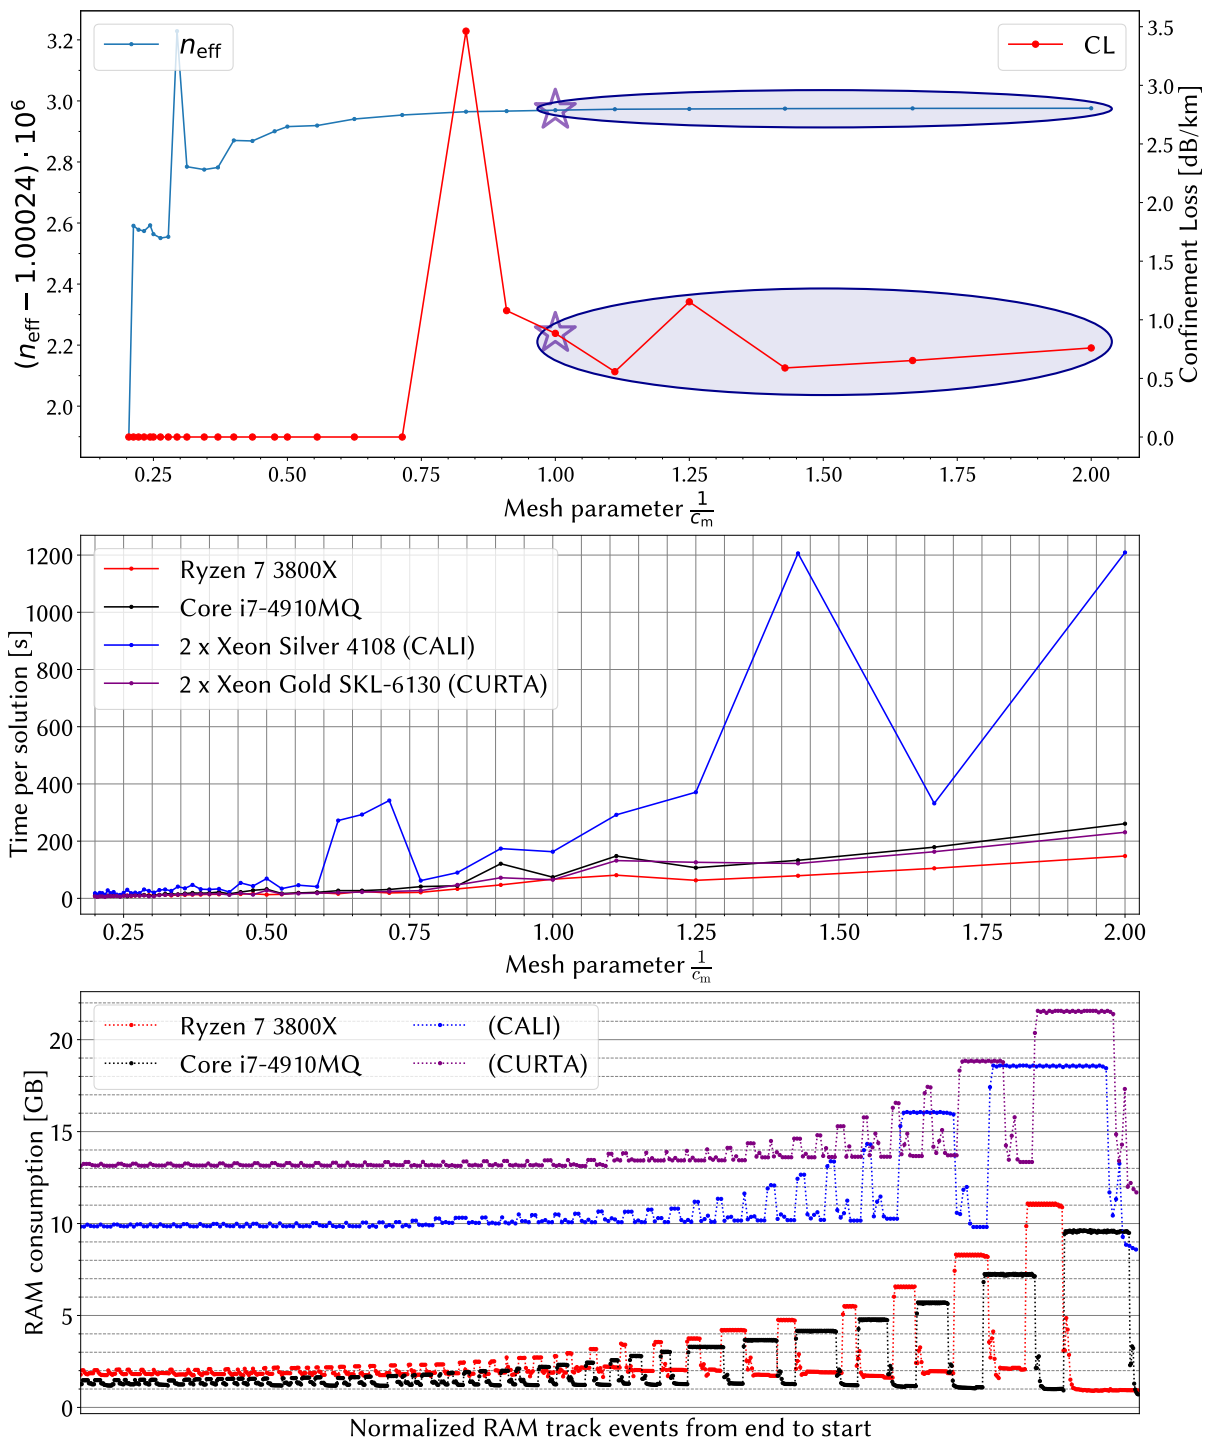 n_eff
CL
3.2
3.0
2.8
2.6
2.4
2.2
2.0
(n_eff − 1.00024) · 10^6
3.5
3.0
2.5
2.0
1.5
1.0
0.5
0.0
Confinement Loss [dB/km]
0.25 0.50 0.75 1.00 1.25 1.50 1.75 2.00
Mesh parameter 1/c_m
Ryzen 7 3800X
Core i7-4910MQ
2 x Xeon Silver 4108 (CALI)
2 x Xeon Gold SKL-6130 (CURTA)
1200
1000
800
600
400
200
0
Time per solution [s]
0.25 0.50 0.75 1.00 1.25 1.50 1.75 2.00
Mesh parameter 1/c_m
Ryzen 7 3800X
Core i7-4910MQ
(CALI)
(CURTA)
20
15
10
5
0
RAM consumption [GB]
Normalized RAM track events from end to start